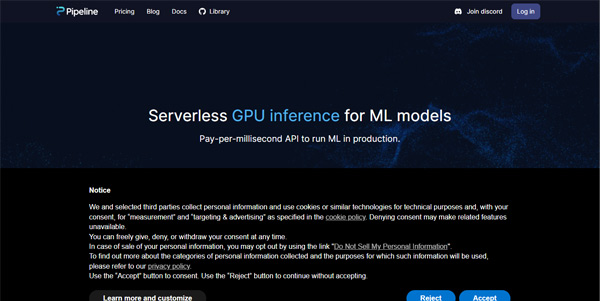 Pipeline Pricing Blog Docs Library Join discord Log in
Serverless GPU inference for ML models
Pay-per-millisecond API to run ML in production.
Notice
We and selected third parties collect personal information and use cookies or similar technologies for technical purposes and, with your
consent, for "measurement" and "targeting & advertising" as specified in the cookie policy. Denying consent may make related features
unavailable.
You can freely give, deny, or withdraw your consent at any time.
In case of sale of your personal information, you may opt out by using the link "Do Not Sell My Personal Information".
To find out more about the categories of personal information collected and the purposes for which such information will be used,
please refer to our privacy policy.
Use the "Accept" button to consent. Use the "Reject" button to continue without accepting.
Learn more and customize Reject Accept